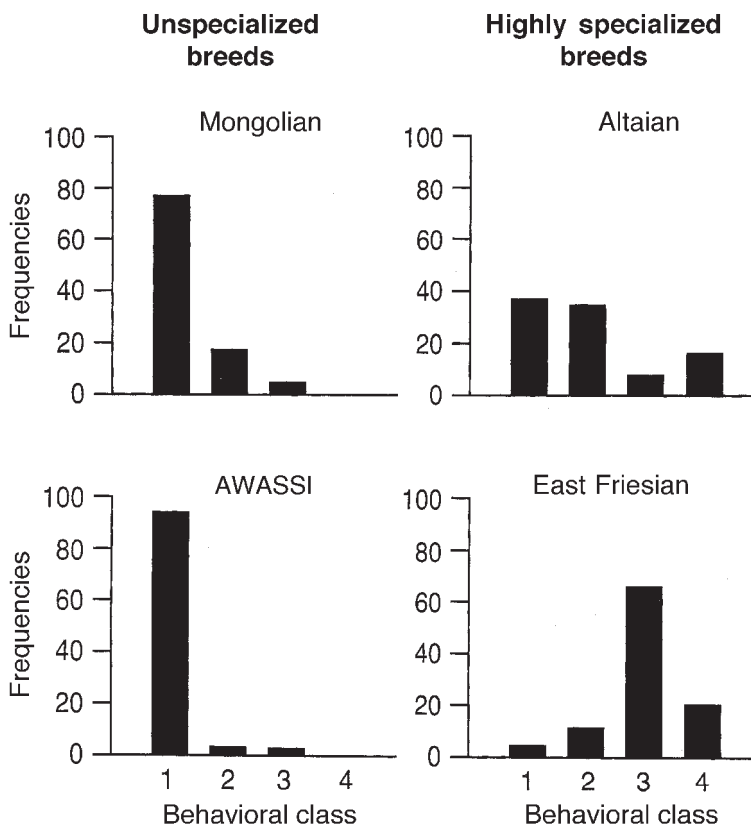 Unspecialized
breeds
Highly specialized
breeds
Mongolian
100
80
60
40
20
0
Frequencies
Altaian
100
80
60
40
20
0
AWASSI
100
80
60
40
20
0
Frequencies
1 2 3 4
Behavioral class
East Friesian
100
80
60
40
20
0
1 2 3 4
Behavioral class